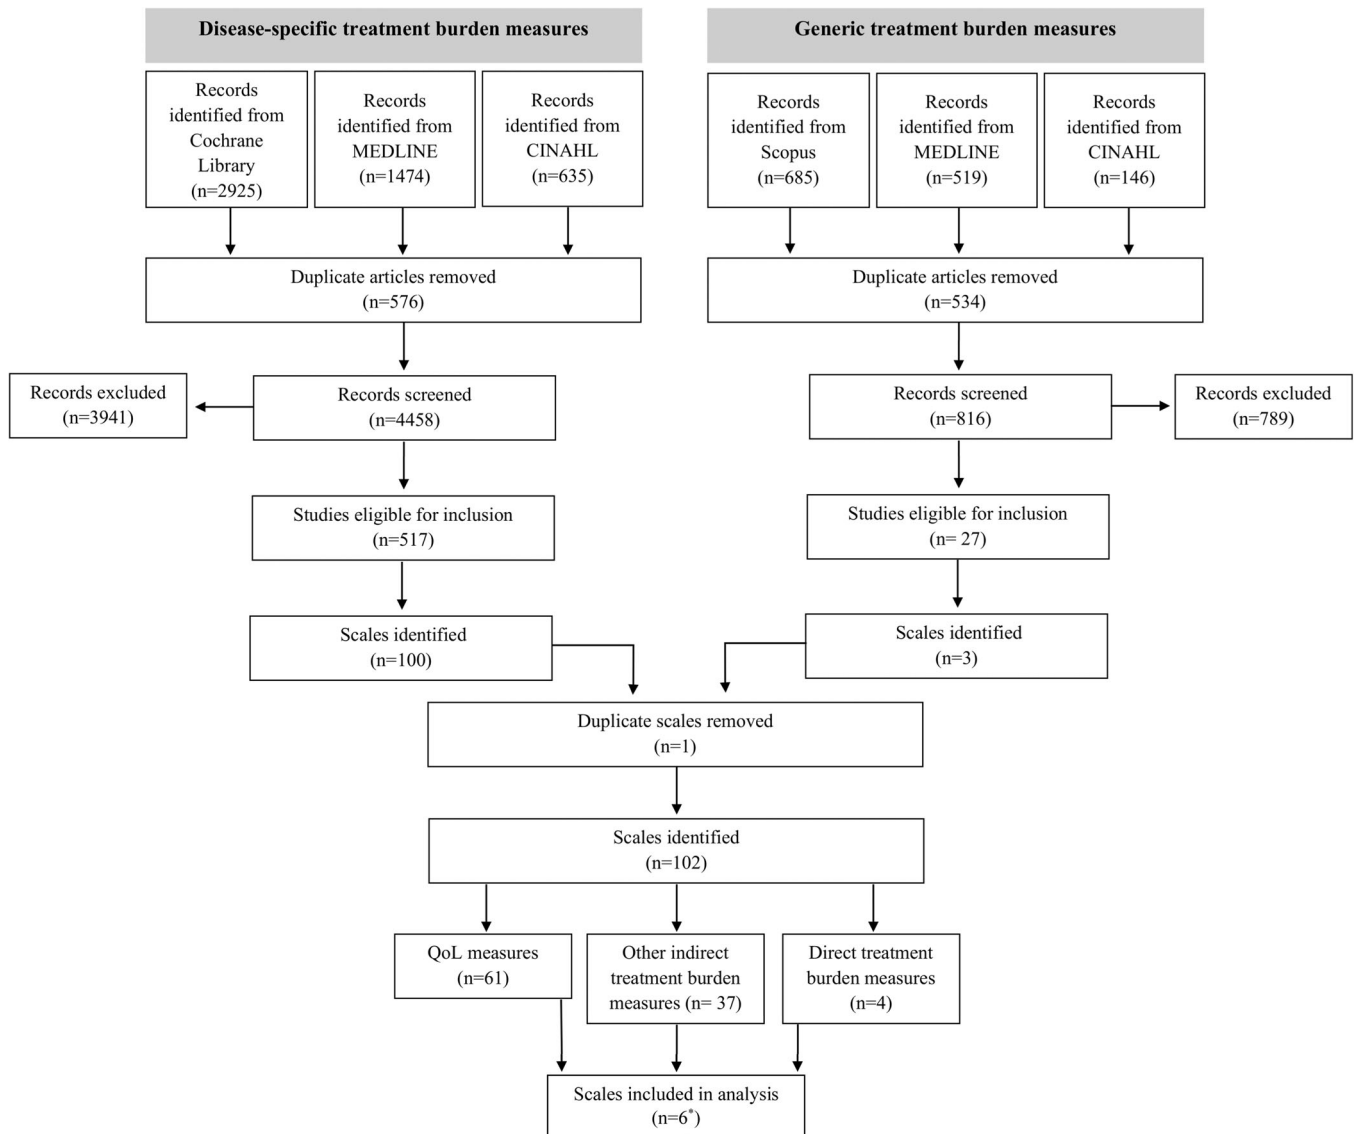 Disease-specific treatment burden measures
Generic treatment burden measures
Records
identified from
Cochrane
Library
(n=2925)
Records
identified from
MEDLINE
(n=1474)
Records
identified from
CINAHL
(n=635)
Records
identified from
Scopus
(n=685)
Records
identified from
MEDLINE
(n=519)
Records
identified from
CINAHL
(n=146)
Duplicate articles removed
(n=576)
Duplicate articles removed
(n=534)
Records excluded
(n=3941)
Records screened
(n=4458)
Records screened
(n=816)
Records excluded
(n=789)
Studies eligible for inclusion
(n=517)
Studies eligible for inclusion
(n= 27)
Scales identified
(n=100)
Scales identified
(n=3)
Duplicate scales removed
(n=1)
Scales identified
(n=102)
QoL measures
(n=61)
Other indirect
treatment burden
measures (n= 37)
Direct treatment
burden measures
(n=4)
Scales included in analysis
(n=6*)